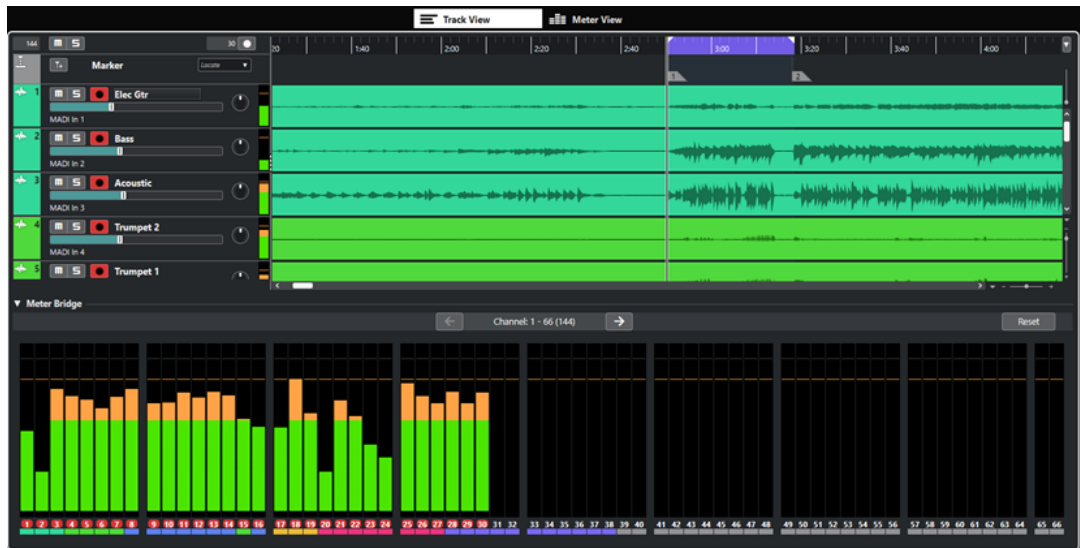 Track View
Meter View
144 m S 30 20 1:40 2:00 2:20 2:40 3:00 3:20 3:40 4:00
Marker Locate
1 2
1 m S Elec Gtr
MADI In 1
2 m S Bass
MADI In 2
3 m S Acoustic
MADI In 3
4 m S Trumpet 2
MADI In 4
5 m S Trumpet 1
Meter Bridge
Channel: 1 - 66 (144)
Reset
1 2 3 4 5 6 7 8 9 10 11 12 13 14 15 16 17 18 19 20 21 22 23 24 25 26 27 28 29 30 31 32 33 34 35 36 37 38 39 40 41 42 43 44 45 46 47 48 49 50 51 52 53 54 55 56 57 58 59 60 61 62 63 64 65 66